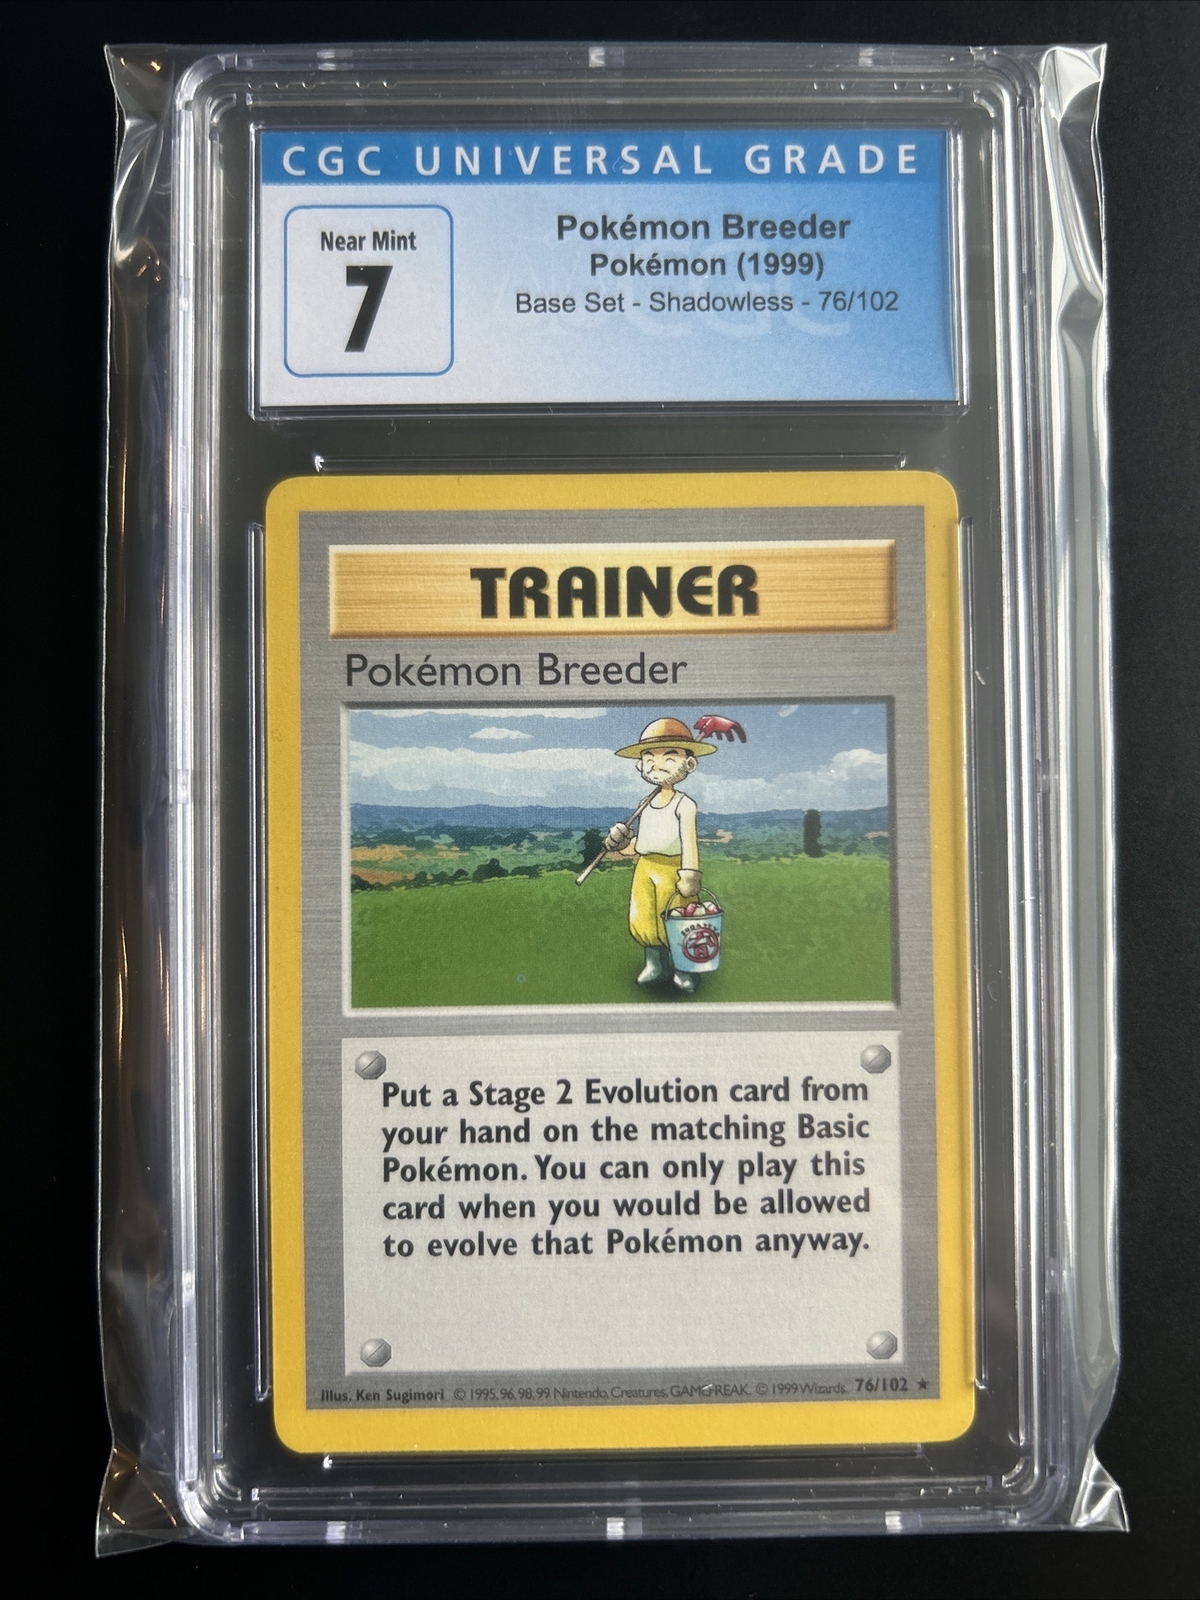 CGC UNIVERSAL GRADE
Near Mint
7
Pokémon Breeder
Pokémon (1999)
Base Set - Shadowless - 76/102
TRAINER
Pokémon Breeder
Put a Stage 2 Evolution card from
your hand on the matching Basic
Pokémon. You can only play this
card when you would be allowed
to evolve that Pokémon anyway.
Illus. Ken Sugimori © 1995, 96, 98, 99 Nintendo, Creatures, GAMEFREAK. © 1999 Wizards. 76/102 ★